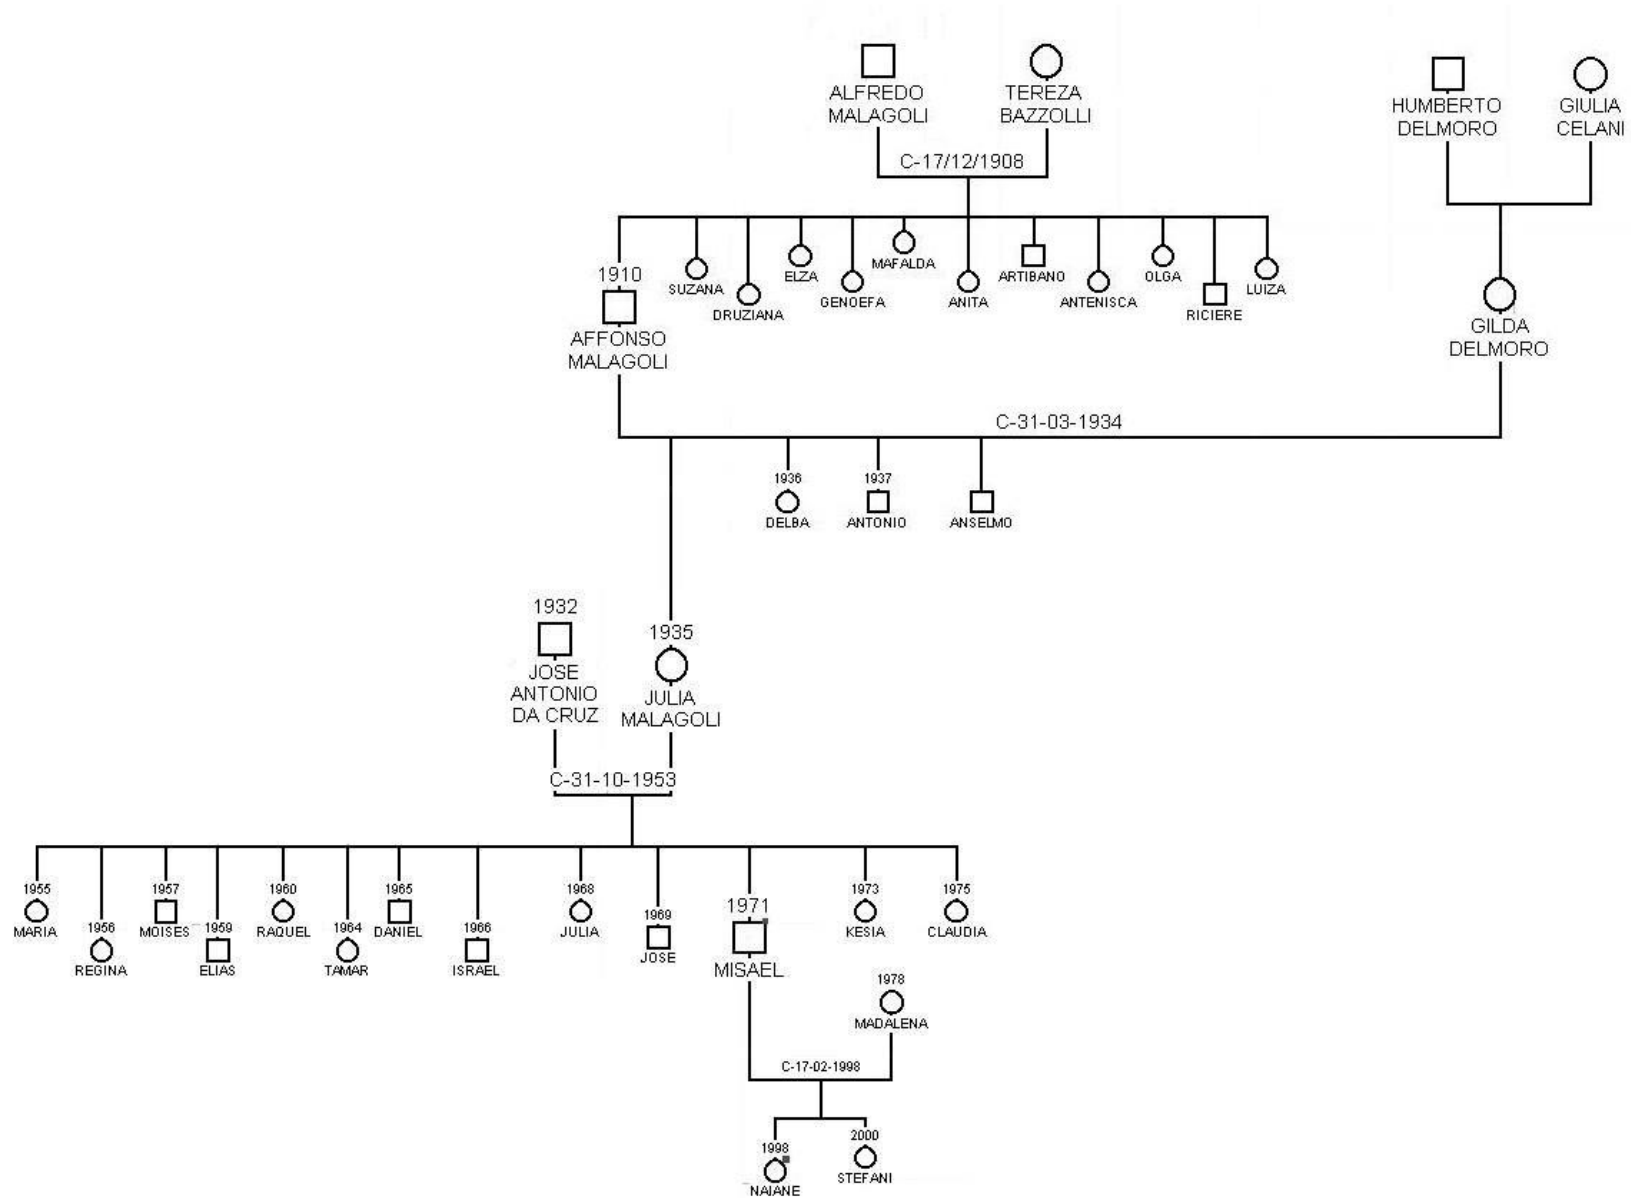 ALFREDO
MALAGOLI
TEREZA
BAZZOLLI
HUMBERTO
DELMORO
GIULIA
CELANI
C-17/12/1908
1910
AFFONSO
MALAGOLI
SUZANA
DRUZIANA
ELZA
GENOEFA
MAFALDA
ANITA
ARTIBANO
ANTENISCA
OLGA
RICIERE
LUIZA
GILDA
DELMORO
C-31-03-1934
1936
DELBA
1937
ANTONIO
ANSELMO
1932
JOSE
ANTONIO
DA CRUZ
1935
JULIA
MALAGOLI
C-31-10-1953
1955
MARIA
1956
REGINA
1957
MOISES
1959
ELIAS
1960
RAQUEL
1964
TAMAR
1965
DANIEL
1966
ISRAEL
1968
JULIA
1969
JOSE
1971
MISAEL
1973
KESIA
1975
CLAUDIA
1978
MADALENA
C-17-02-1998
1998
NAIANE
2000
STEFANI